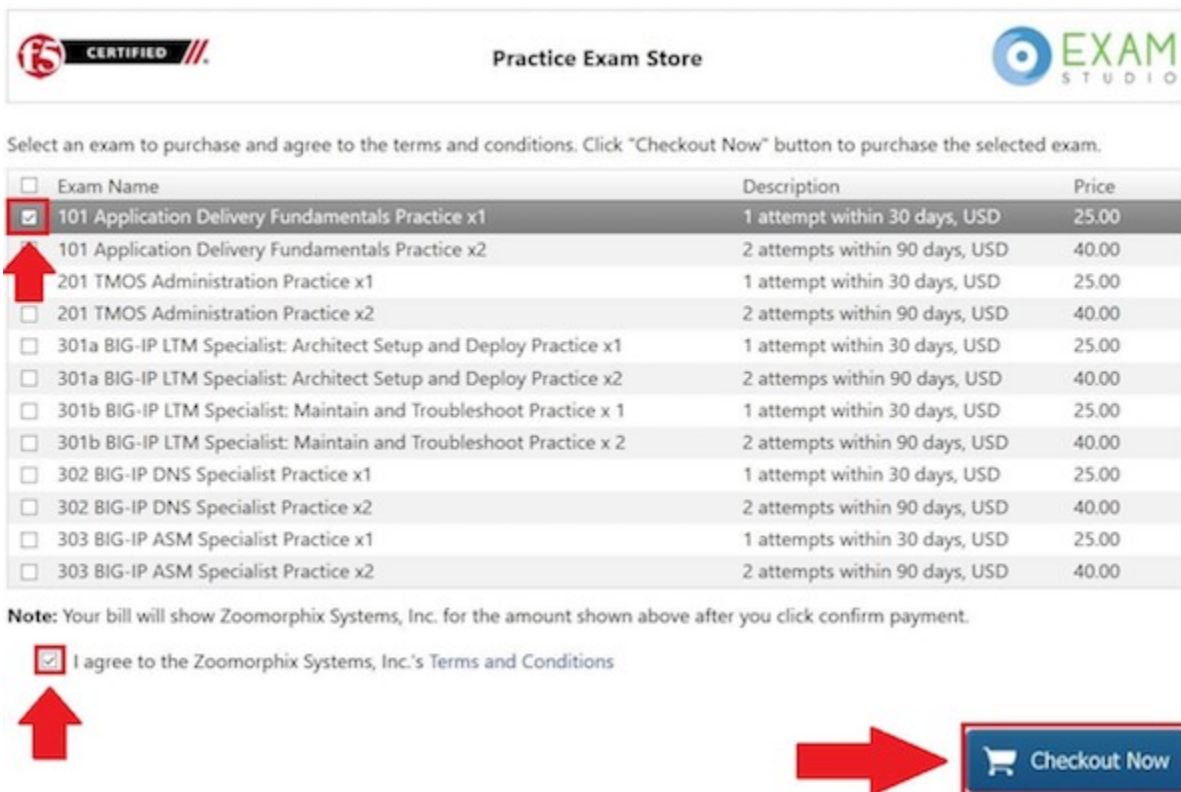 f5 CERTIFIED
Practice Exam Store
EXAM
STUDIO
Select an exam to purchase and agree to the terms and conditions. Click "Checkout Now" button to purchase the selected exam.
Exam Name Description Price
101 Application Delivery Fundamentals Practice x1 1 attempt within 30 days, USD 25.00
101 Application Delivery Fundamentals Practice x2 2 attempts within 90 days, USD 40.00
201 TMOS Administration Practice x1 1 attempt within 30 days, USD 25.00
201 TMOS Administration Practice x2 2 attempts within 90 days, USD 40.00
301a BIG-IP LTM Specialist: Architect Setup and Deploy Practice x1 1 attempt within 30 days, USD 25.00
301a BIG-IP LTM Specialist: Architect Setup and Deploy Practice x2 2 attemps within 90 days, USD 40.00
301b BIG-IP LTM Specialist: Maintain and Troubleshoot Practice x 1 1 attempt within 30 days, USD 25.00
301b BIG-IP LTM Specialist: Maintain and Troubleshoot Practice x 2 2 attempts within 90 days, USD 40.00
302 BIG-IP DNS Specialist Practice x1 1 attempt within 30 days, USD 25.00
302 BIG-IP DNS Specialist Practice x2 2 attempts within 90 days, USD 40.00
303 BIG-IP ASM Specialist Practice x1 1 attempts within 30 days, USD 25.00
303 BIG-IP ASM Specialist Practice x2 2 attempts within 90 days, USD 40.00
Note: Your bill will show Zoomorphix Systems, Inc. for the amount shown above after you click confirm payment.
I agree to the Zoomorphix Systems, Inc.'s Terms and Conditions
Checkout Now